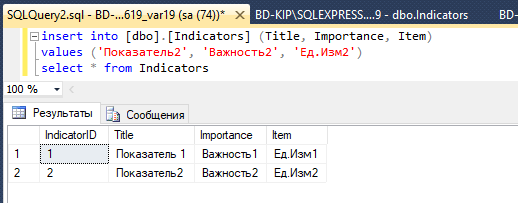 SQLQuery2.sql - BD-...619_var19 (sa (74))* BD-KIP\SQLEXPRESS....9 - dbo.Indicators
insert into [dbo].[Indicators] (Title, Importance, Item)
values ('Показатель2', 'Важность2', 'Ед.Изм2')
select * from Indicators
100 %
Результаты Сообщения
IndicatorID Title Importance Item
1 1 Показатель 1 Важность1 Ед.Изм1
2 2 Показатель2 Важность2 Ед.Изм2